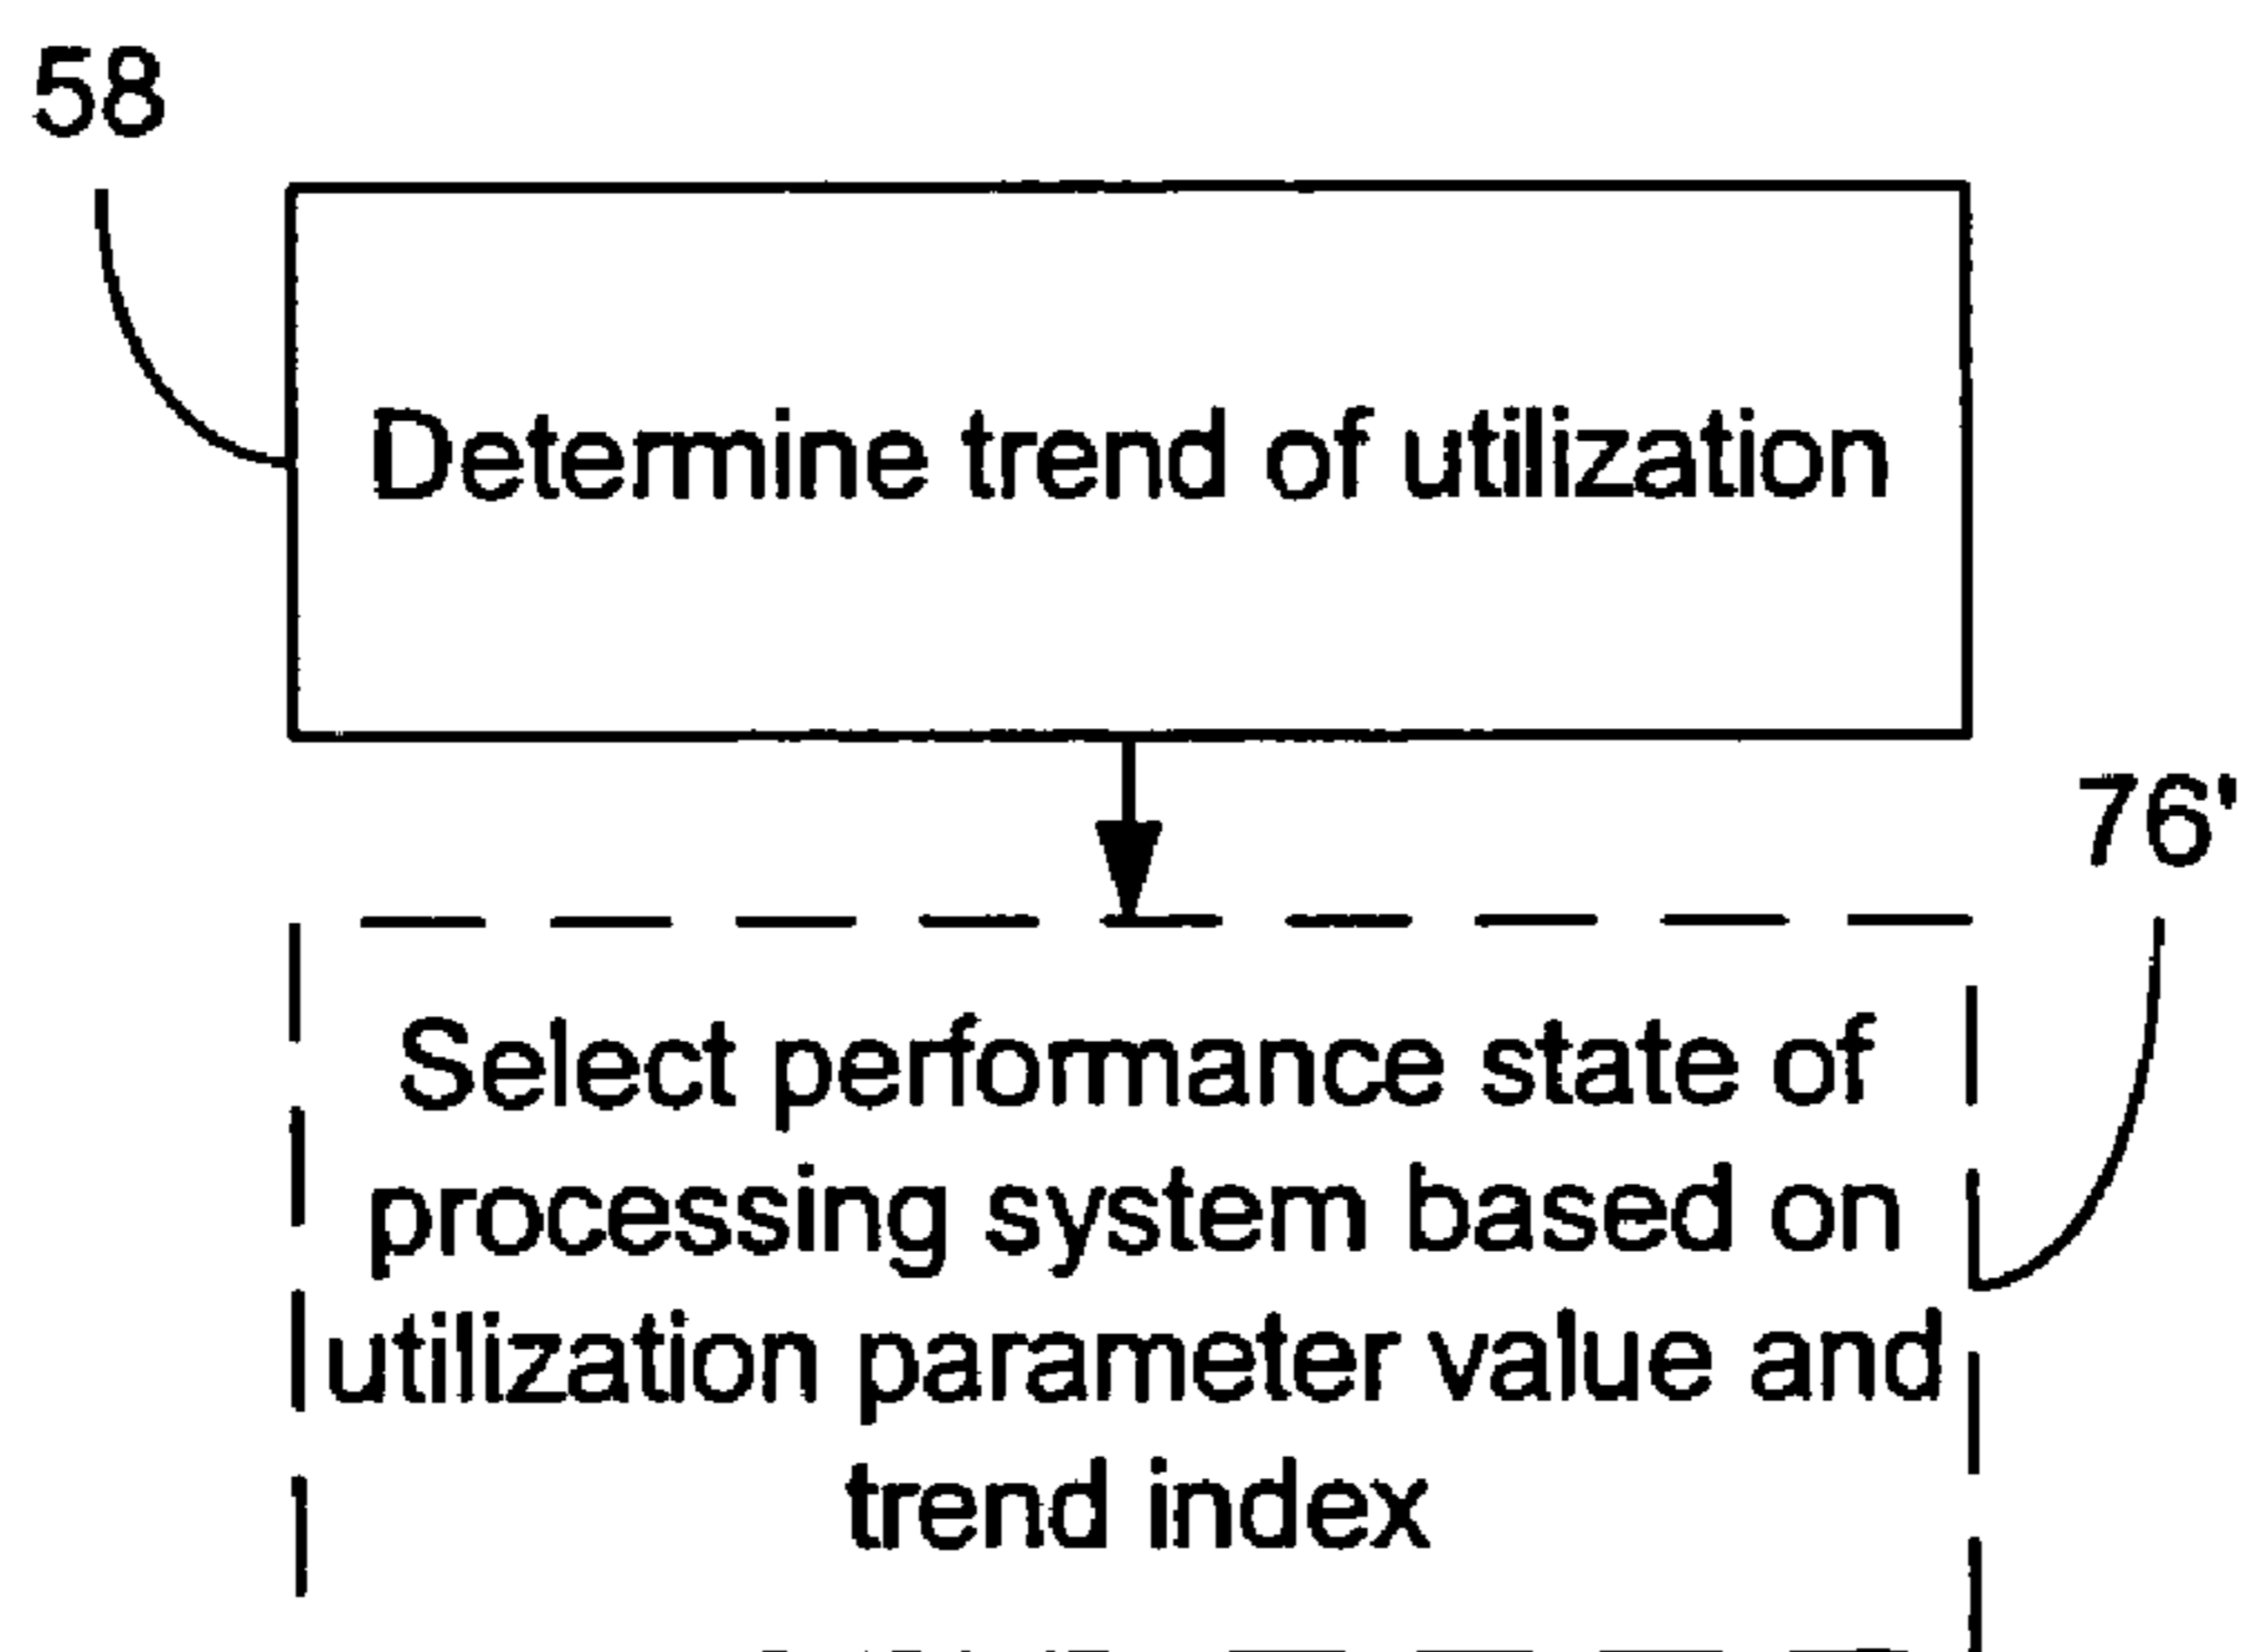 58
Determine trend of utilization
76'
Select performance state of
processing system based on
utilization parameter value and
trend index